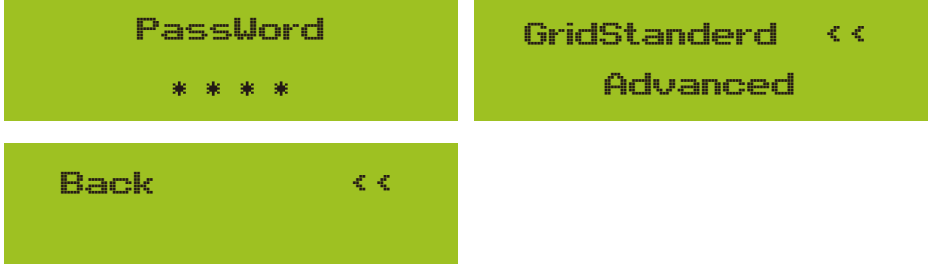 PassWord
* * * *
GridStanderd <<
Advanced
Back <<